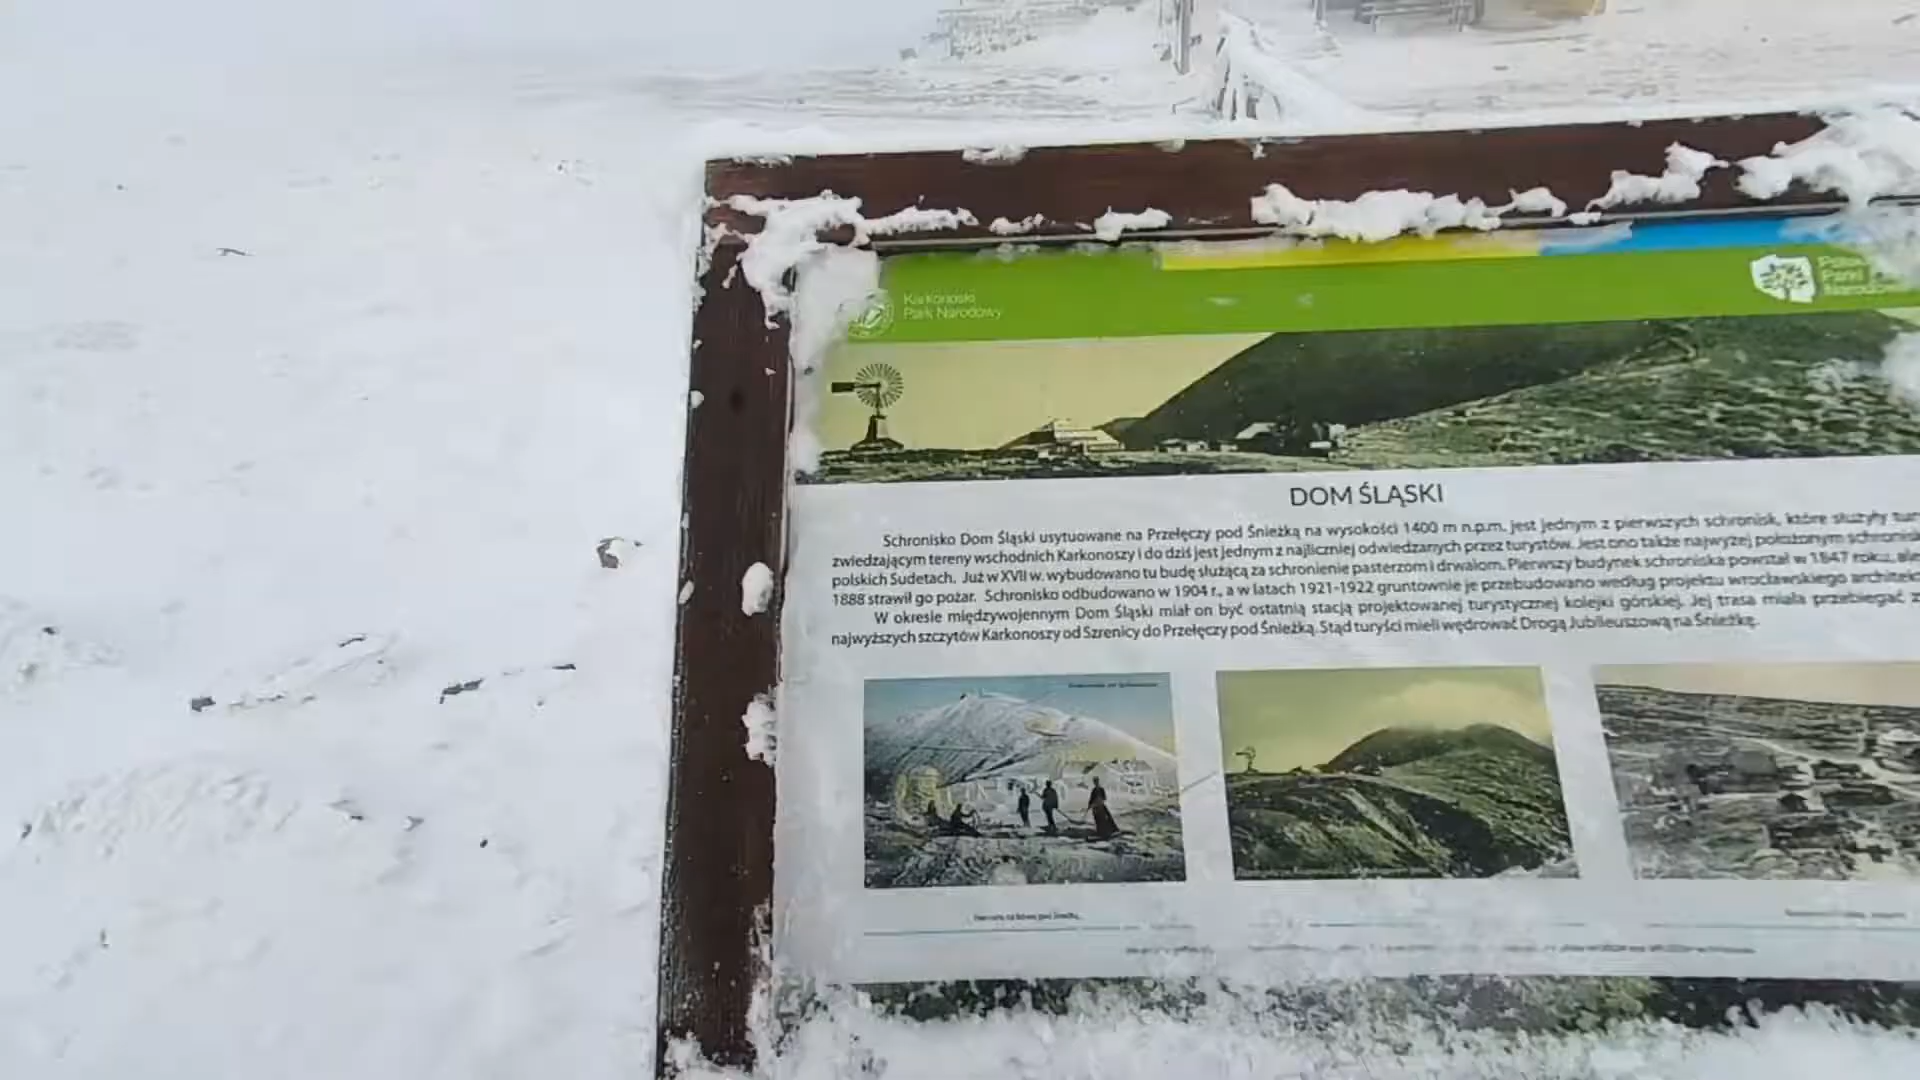 Karkonoski
Park Narodowy
Parki
DOM ŚLĄSKI
Schronisko Dom Śląski usytuowane na Przełęczy pod Śnieżką na wysokości 1400 m n.p.m. jest jednym z pierwszych schronisk, które służyły
zwiedzającym tereny wschodnich Karkonoszy i do dziś jest jednym z najliczniej odwiedzanych przez turystów. Jest ono także najwyżej położonym
polskich Sudetach. Już w XVII w. wybudowano tu budę służącą za schronienie pasterzom i drwalom. Pierwszy budynek schroniska powstał w 1847 roku, ale
1888 strawił go pożar. Schronisko odbudowano w 1904 r., a w latach 1921-1922 gruntownie je przebudowano według projektu wrocławskiego
W okresie międzywojennym Dom Śląski miał on być ostatnią stacją projektowanej turystycznej kolejki górskiej. Jej trasa miała przebiegać
najwyższych szczytów Karkonoszy od Szrenicy do Przełęczy pod Śnieżką. Stąd turyści mieli wędrować Drogą Jubileuszową na Śnieżkę.